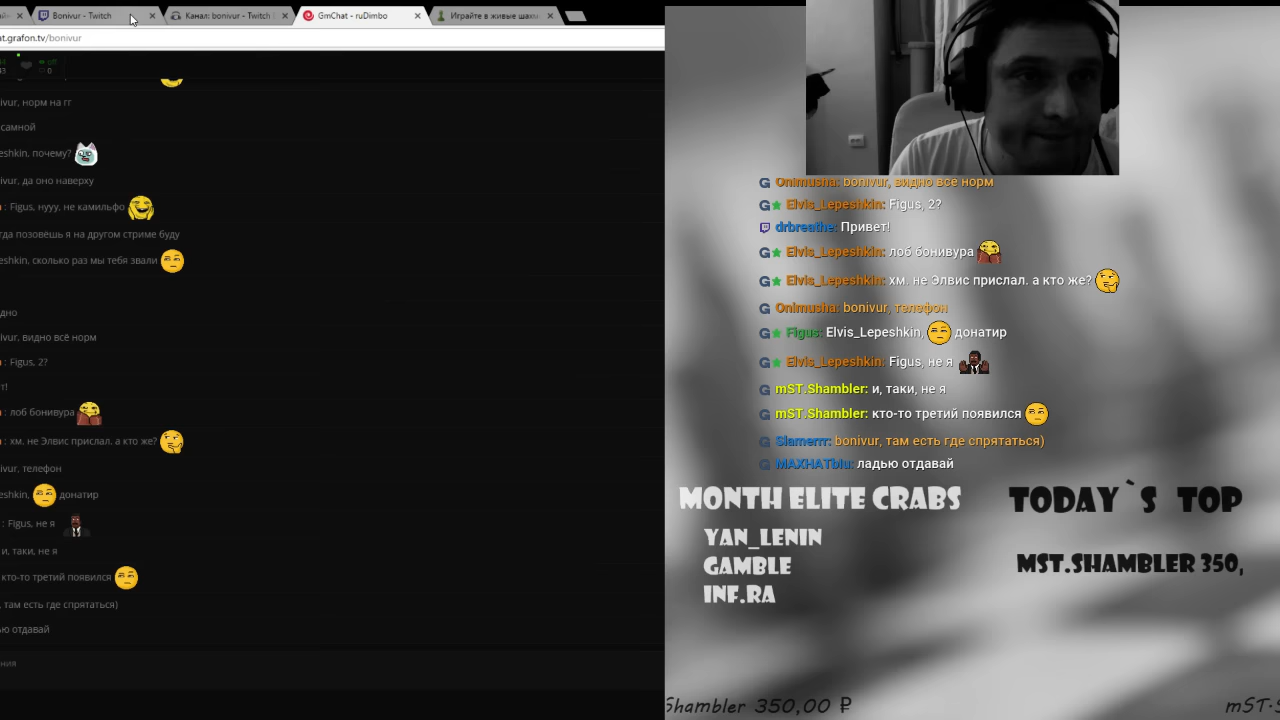 Bonivur - Twitch
Канал: bonivur - Twitch
GmChat - ruDimbo
Играйте в живые шахм
at.grafon.tv/bonivur
off
0
ivur, норм на гг
самной
eshkin, почему?
ivur, да оно наверху
: Figus, нууу, не камильфо
гда позовёшь я на другом стриме буду
eshkin, сколько раз мы тебя звали
дно
ivur, видно всё норм
: Figus, 2?
т!
: лоб бонивура
: хм. не Элвис прислал. а кто же?
ivur, телефон
eshkin, донатир
: Figus, не я
и, таки, не я
кто-то третий появился
, там есть где спрятаться)
ью отдавай
ния
Onimusha: bonivur, видно всё норм
Elvis_Lepeshkin: Figus, 2?
drbreathe: Привет!
Elvis_Lepeshkin: лоб бонивура
Elvis_Lepeshkin: хм. не Элвис прислал. а кто же?
Onimusha: bonivur, телефон
Figus: Elvis_Lepeshkin, донатир
Elvis_Lepeshkin: Figus, не я
mST.Shambler: и, таки, не я
mST.Shambler: кто-то третий появился
Slamerrr: bonivur, там есть где спрятаться)
MAXHATblu: ладью отдавай
MONTH ELITE CRABS
YAN_LENIN
GAMBLE
INF.RA
TODAY`S TOP
MST.SHAMBLER 350,
Shambler 350,00 ₽
mST.S